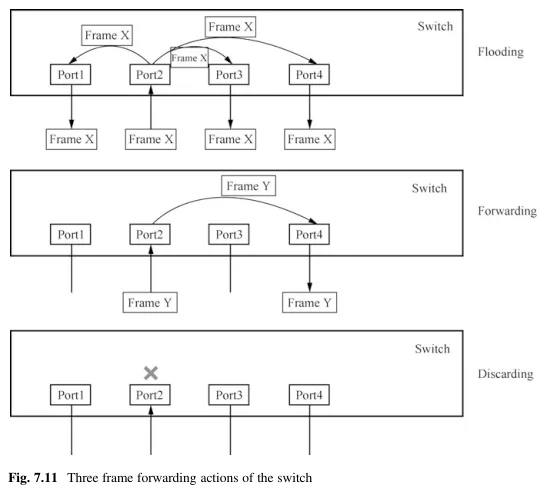 Frame X
Frame X
Switch
Frame X
Flooding
Port1
Port2
Port3
Port4
Frame X
Frame X
Frame X
Frame X
Frame Y
Switch
Forwarding
Port1
Port2
Port3
Port4
Frame Y
Frame Y
Switch
Discarding
Port1
Port2
Port3
Port4
Fig. 7.11 Three frame forwarding actions of the switch